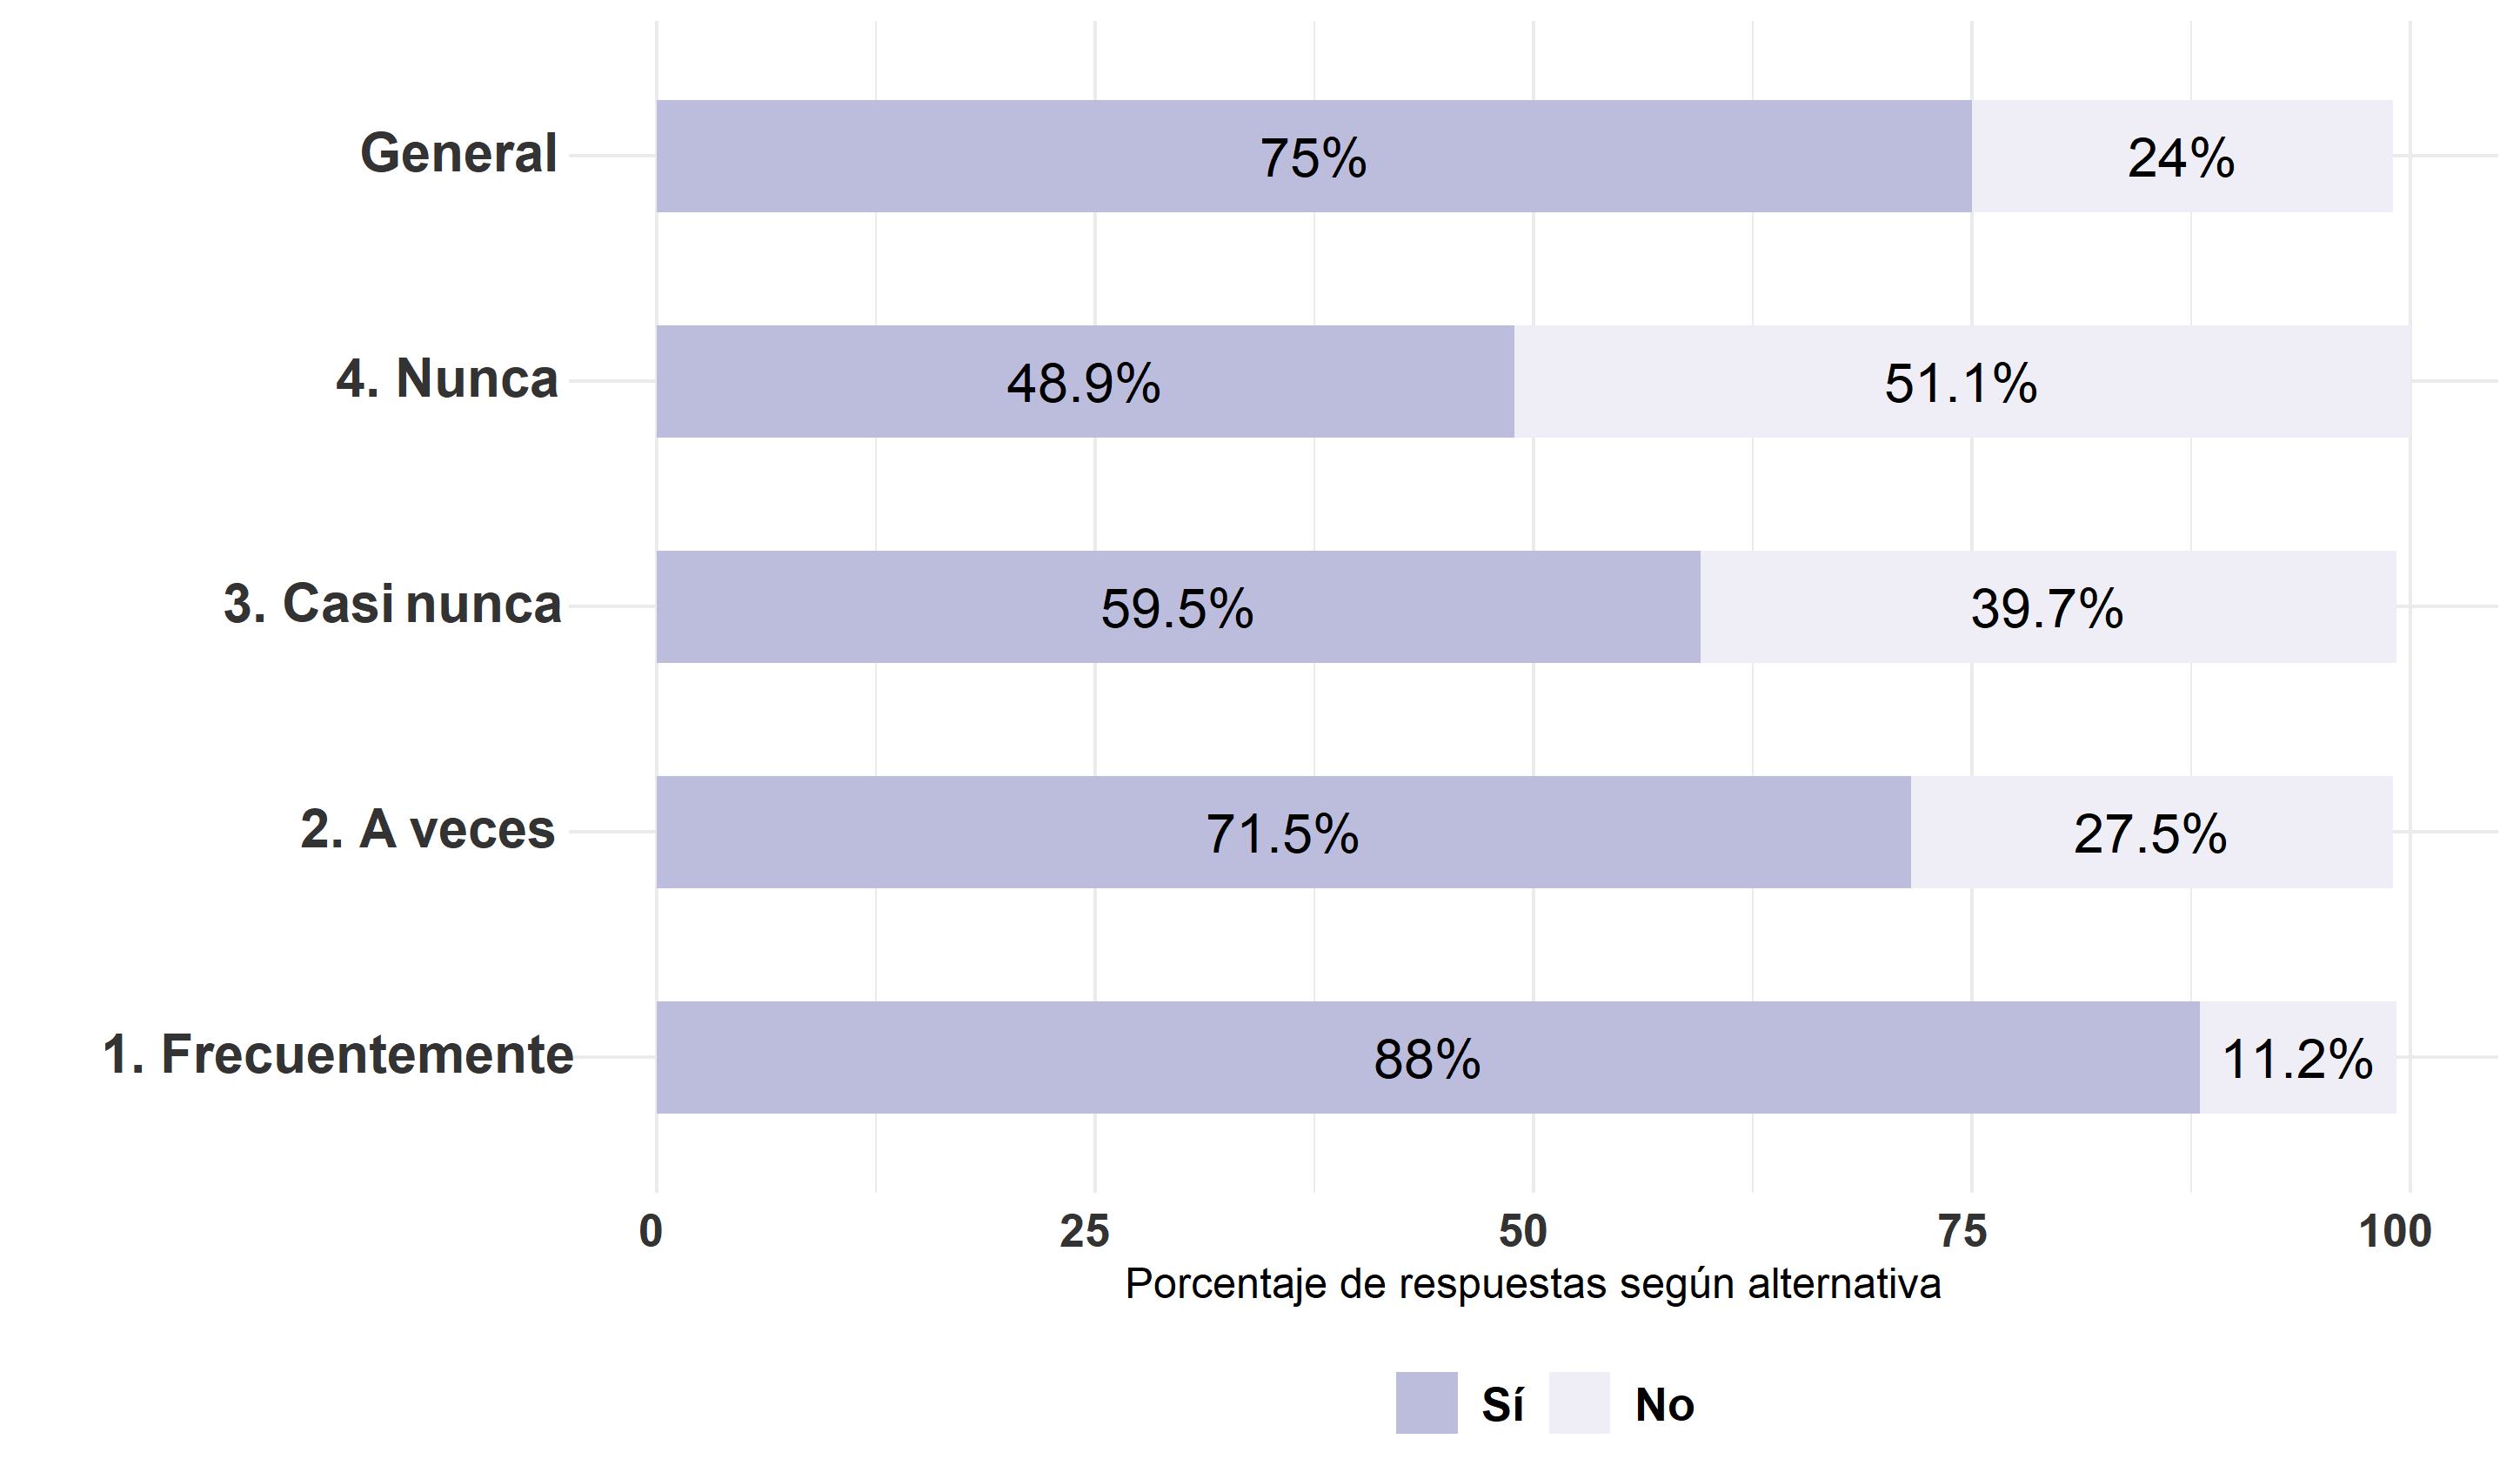 General 75% 24%
4. Nunca 48.9% 51.1%
3. Casi nunca 59.5% 39.7%
2. A veces 71.5% 27.5%
1. Frecuentemente 88% 11.2%
0 25 50 75 100
Porcentaje de respuestas según alternativa
Sí No